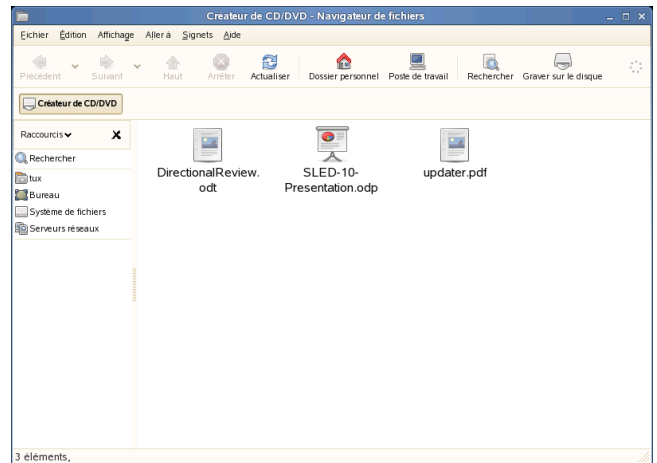 Createur de CD/DVD - Navigateur de fichiers
Fichier Édition Affichage Aller à Signets Aide
Précédent Suivant Haut Arrêter Actualiser Dossier personnel Poste de travail Rechercher Graver sur le disque
Créateur de CD/DVD
Raccourcis
Rechercher
tux
Bureau
Système de fichiers
Serveurs réseaux
DirectionalReview.
odt
SLED-10-
Presentation.odp
updater.pdf
3 éléments,